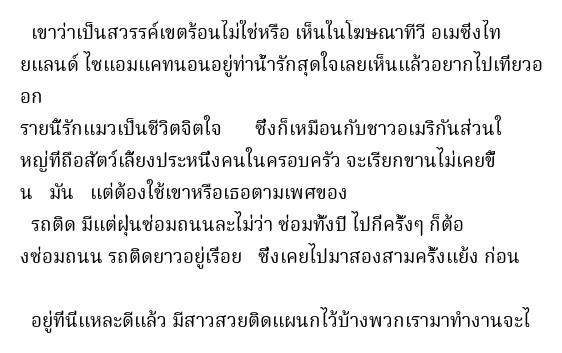 เขาว่าเป็นสวรรค์เขตร้อนไม่ใช่หรือ เห็นในโฆษณาทีวี อเมซิ่งไท
ยแลนด์ ไซแอมแคทนอนอยู่ท่าน้ำรักสุดใจเลยเห็นแล้วอยากไปเที่ยวอ
อก
รายนี้รักแมวเป็นชีวิตจิตใจ ซึ่งก็เหมือนกับชาวอเมริกันส่วนใ
หญ่ที่ถือสัตว์เลี้ยงประหนึ่งคนในครอบครัว จะเรียกขานไม่เคยขึ้
น มัน แต่ต้องใช้เขาหรือเธอตามเพศของ
รถติด มีแต่ฝุ่นซ่อมถนนละไม่ว่า ซ่อมทั้งปี ไปกี่ครั้งๆ ก็ต้อ
งซ่อมถนน รถติดยาวอยู่เรื่อย ซึ่งเคยไปมาสองสามครั้งแย้ง ก่อน
อยู่ที่นี่แหละดีแล้ว มีสาวสวยติดแผนกไว้บ้างพวกเรามาทำงานจะไ